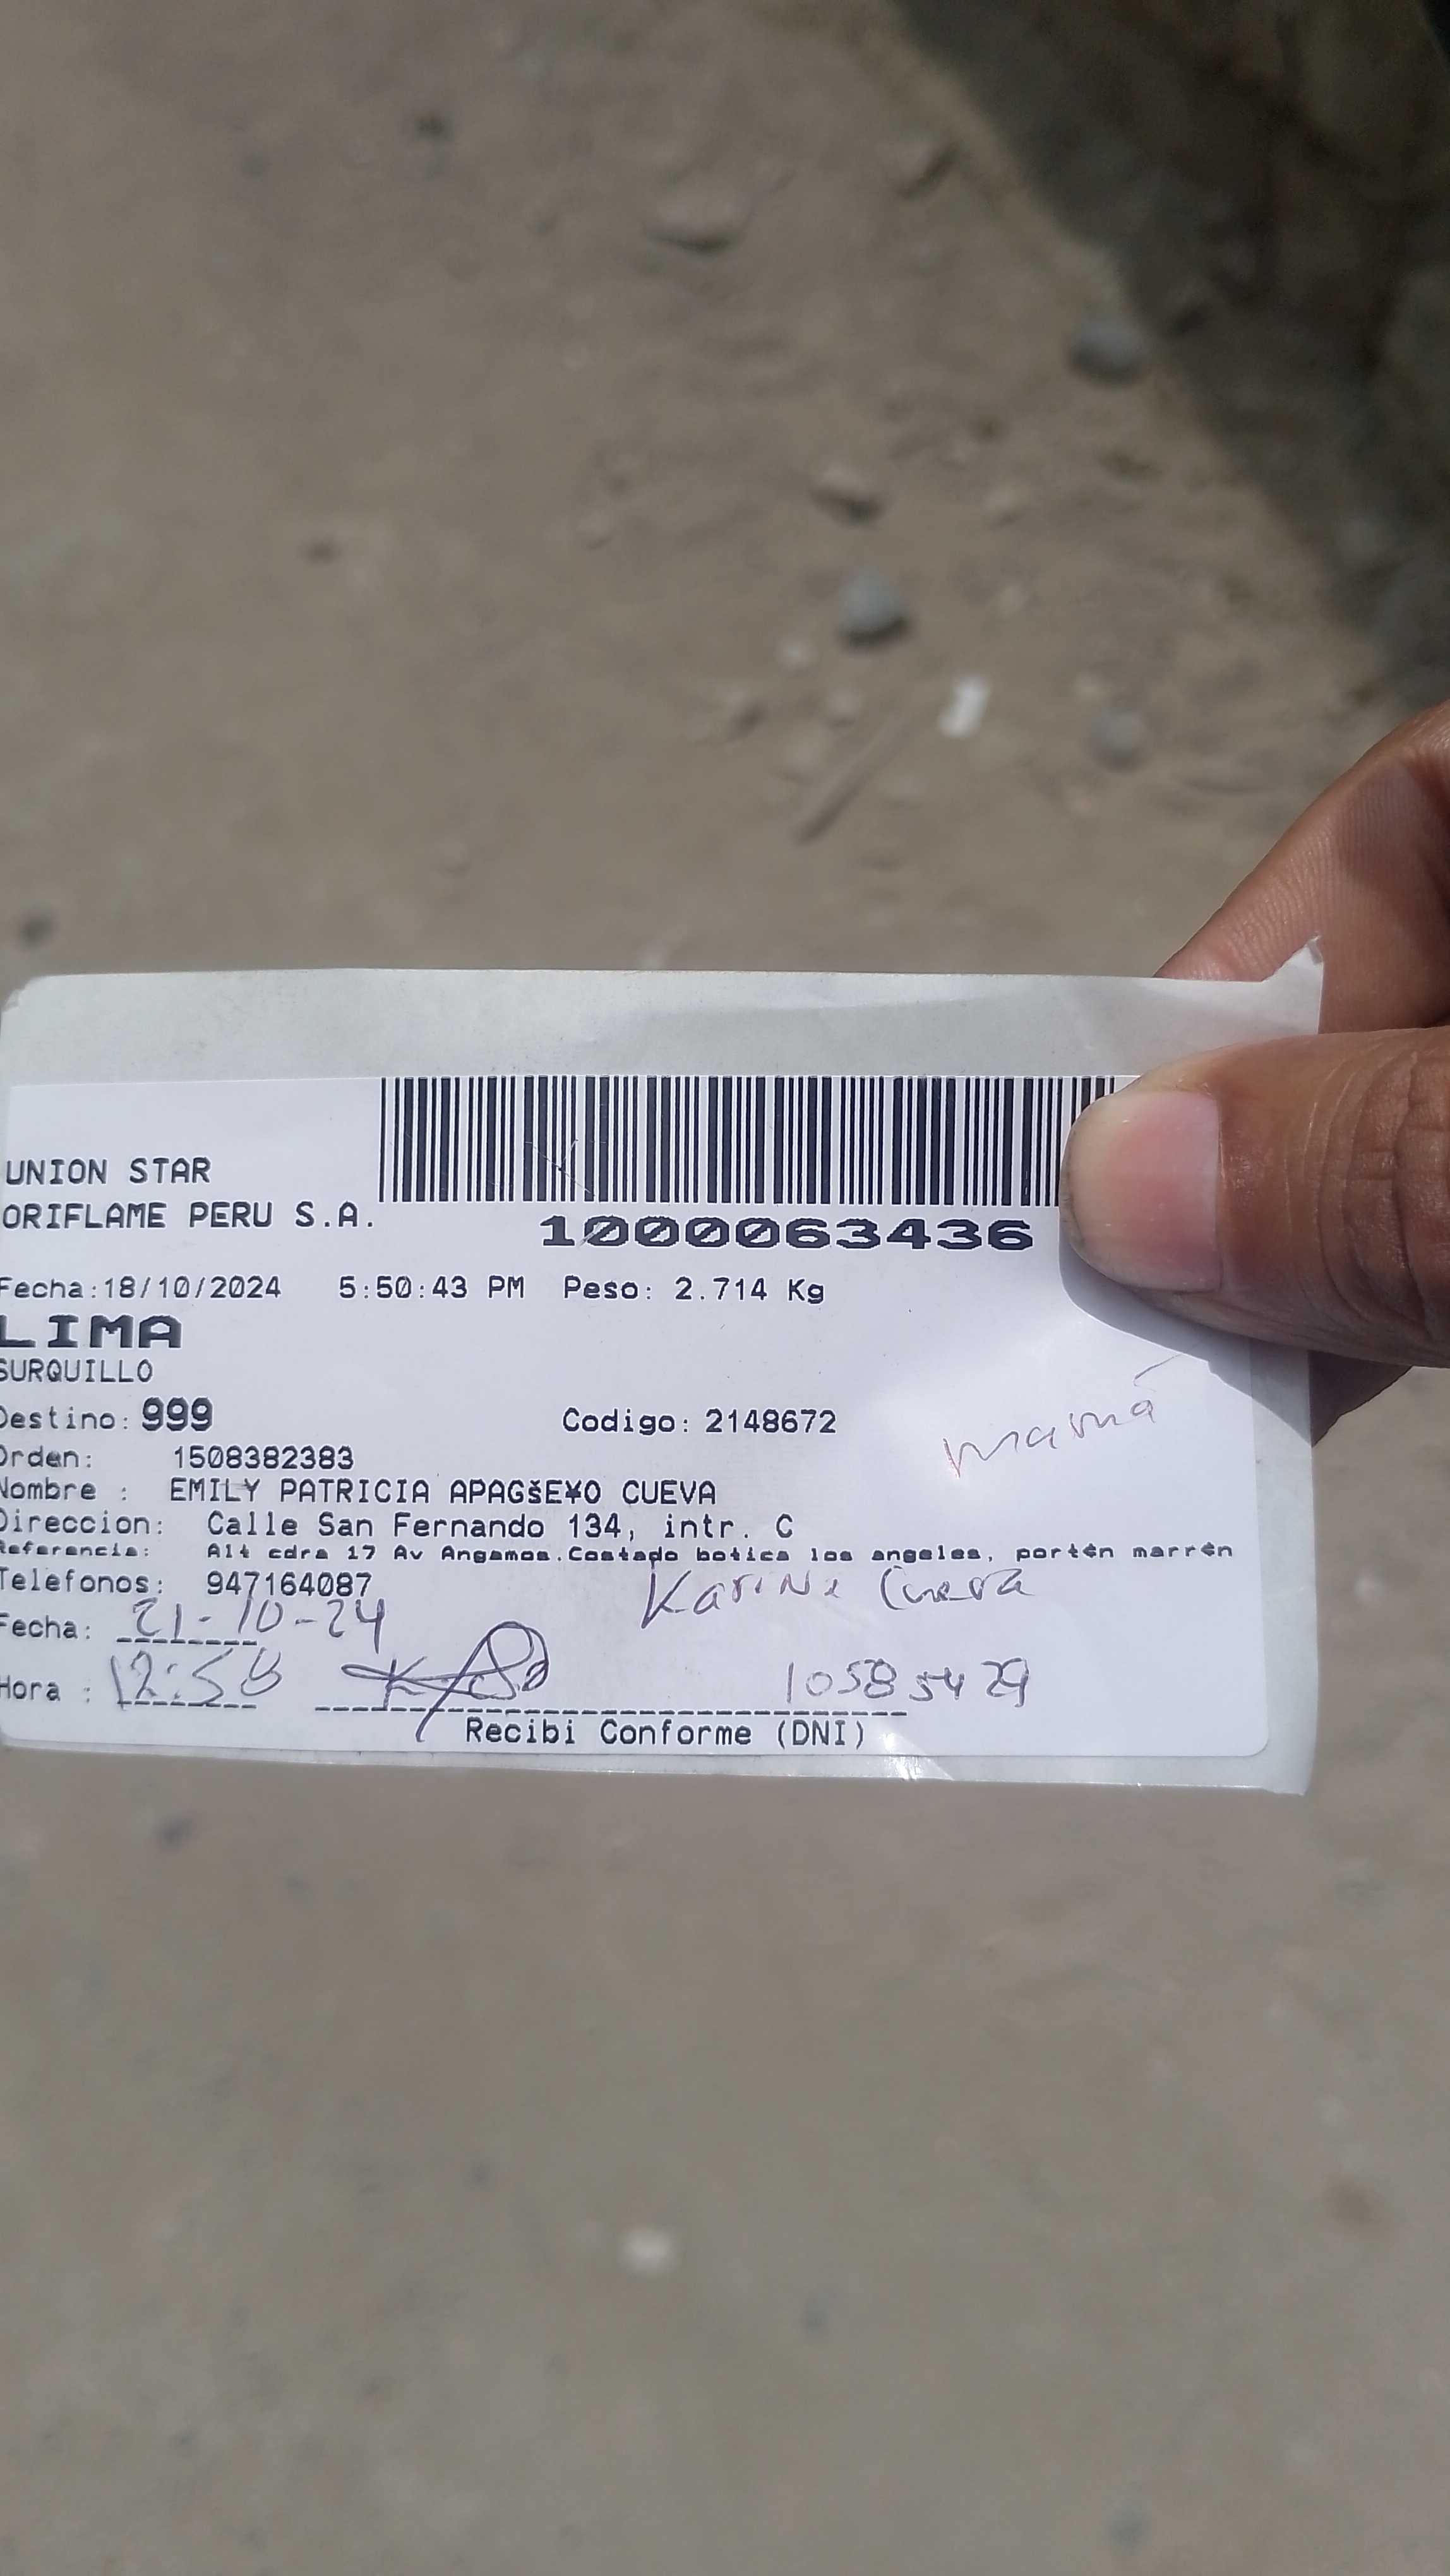 UNION STAR
ORIFLAME PERU S.A.
1000063436
Fecha:18/10/2024 5:50:43 PM Peso: 2.714 Kg
LIMA
SURQUILLO
Destino: 999 Codigo: 2148672
mamá
Orden: 1508382383
Nombre : EMILY PATRICIA APAGšE¥O CUEVA
Direccion: Calle San Fernando 134, intr. C
Referencia: Alt cdra 17 Av Angamos.Costado botica los angeles, port¢n marr¢n
Telefonos: 947164087
Karina Cueva
Fecha: 21-10-24
Hora : 12:58 10585429
Recibi Conforme (DNI)